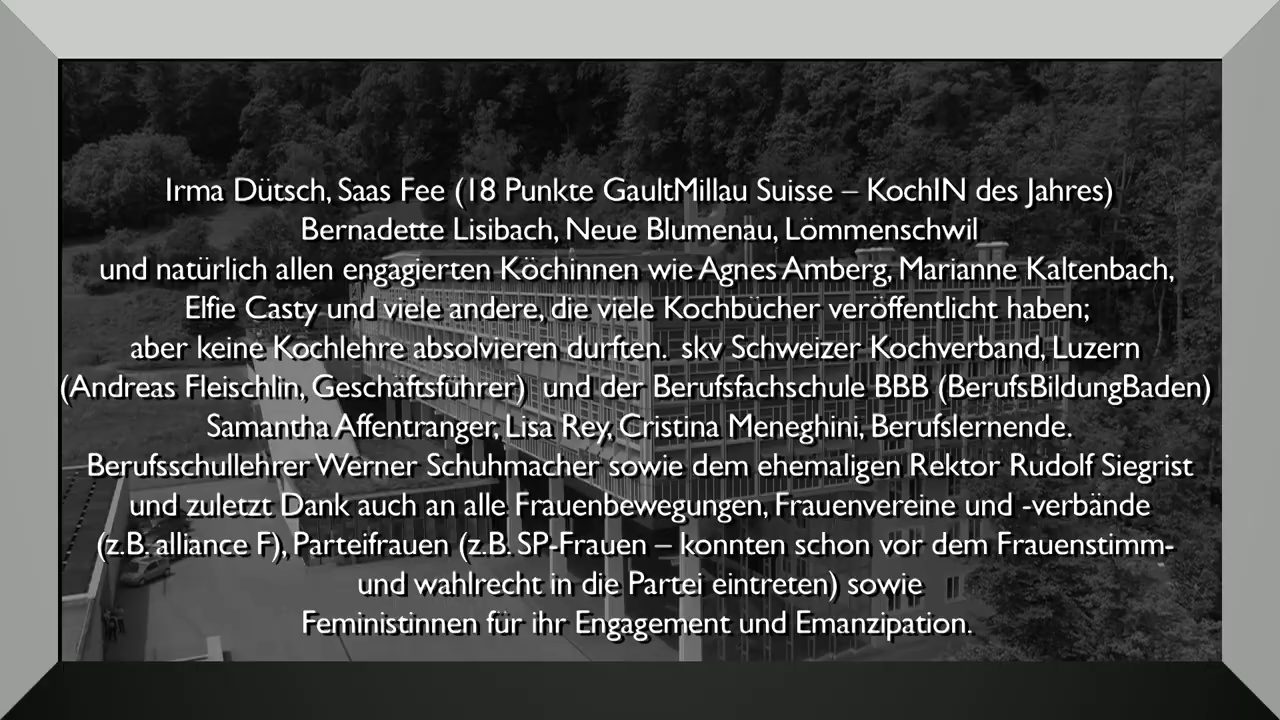 Irma Dütsch, Saas Fee (18 Punkte GaultMillau Suisse – KochIN des Jahres)
Bernadette Lisibach, Neue Blumenau, Lömmenschwil
und natürlich allen engagierten Köchinnen wie Agnes Amberg, Marianne Kaltenbach,
Elfie Casty und viele andere, die viele Kochbücher veröffentlicht haben;
aber keine Kochlehre absolvieren durften. skv Schweizer Kochverband, Luzern
(Andreas Fleischlin, Geschäftsführer) und der Berufsfachschule BBB (BerufsBildungBaden)
Samantha Affentranger, Lisa Rey, Cristina Meneghini, Berufslernende.
Berufsschullehrer Werner Schuhmacher sowie dem ehemaligen Rektor Rudolf Siegrist
und zuletzt Dank auch an alle Frauenbewegungen, Frauenvereine und -verbände
(z.B. alliance F), Parteifrauen (z.B. SP-Frauen – konnten schon vor dem Frauenstimm-
und wahlrecht in die Partei eintreten) sowie
Feministinnen für ihr Engagement und Emanzipation.